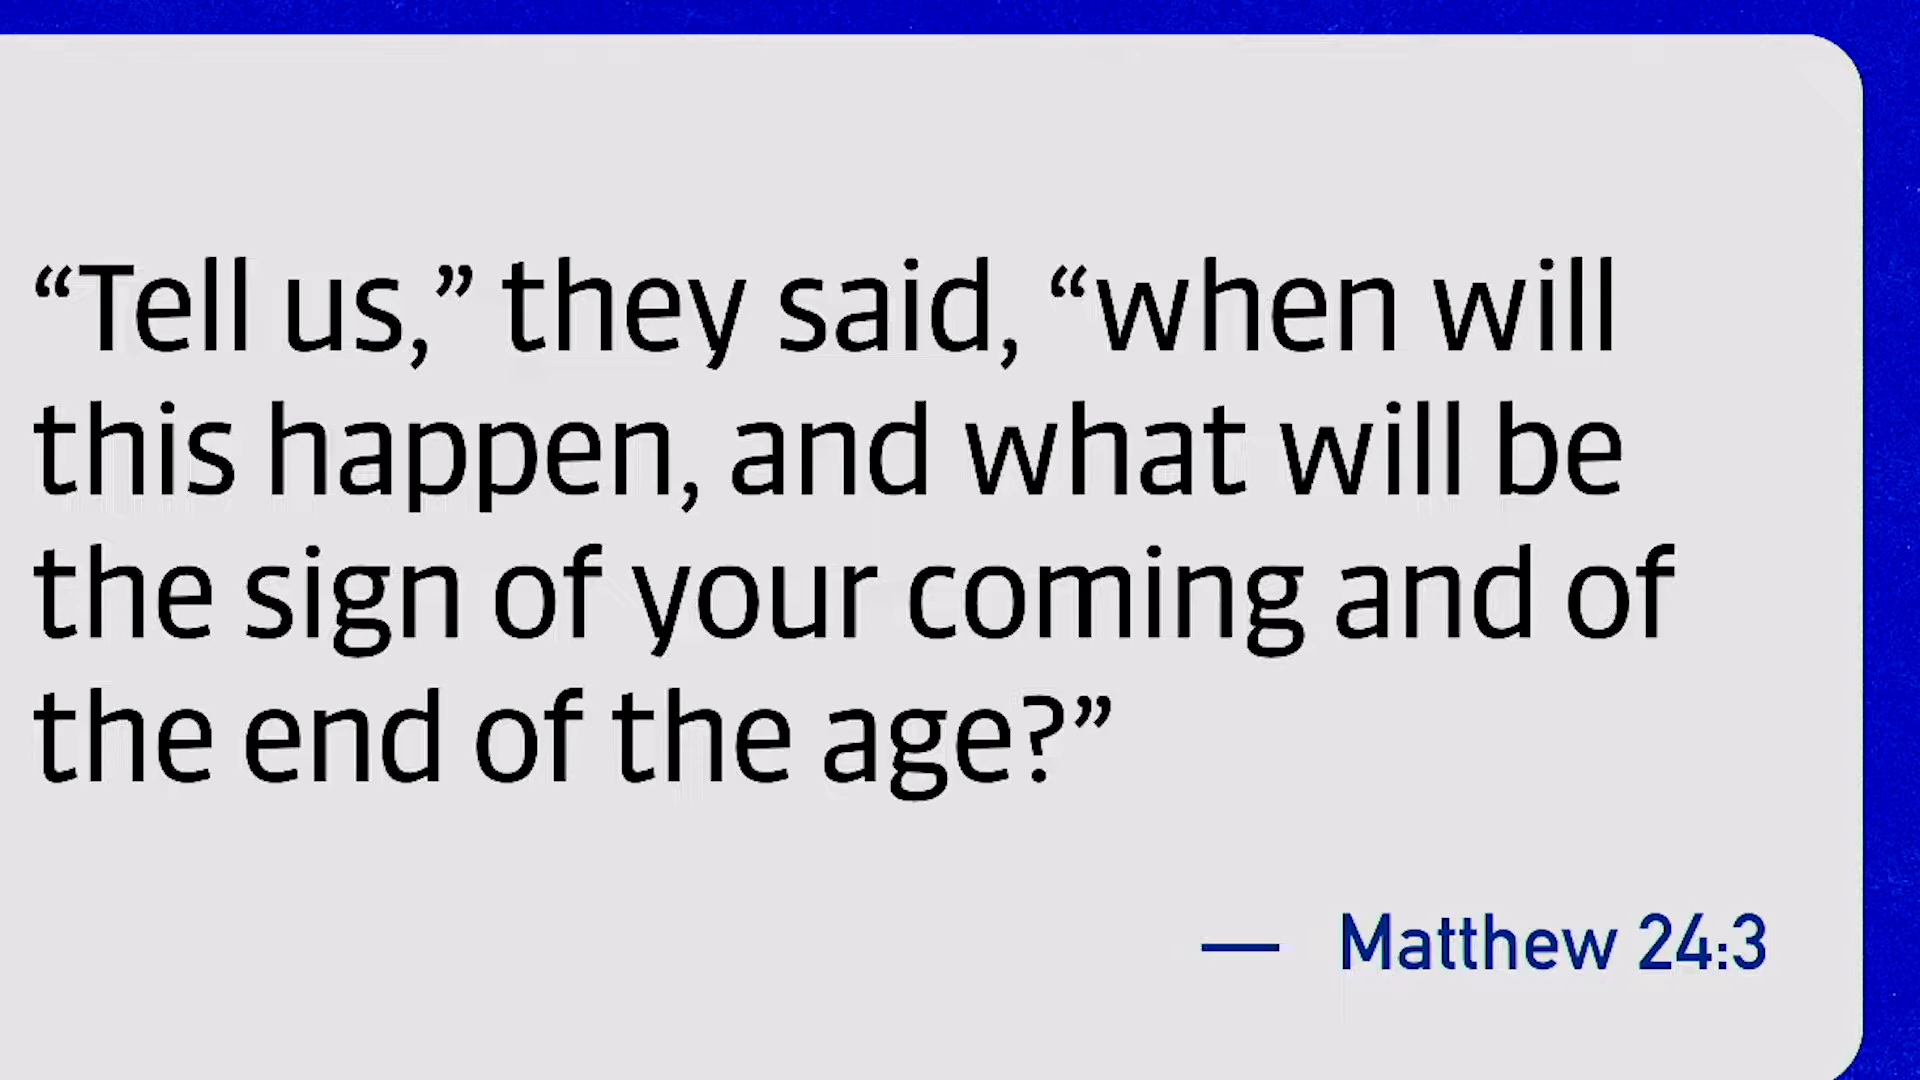 “Tell us,” they said, “when will
this happen, and what will be
the sign of your coming and of
the end of the age?”
— Matthew 24:3